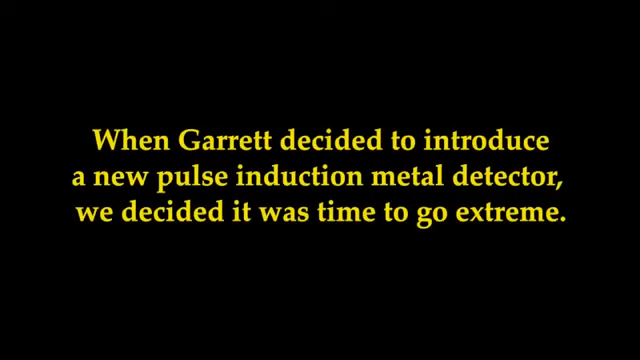 When Garrett decided to introduce
a new pulse induction metal detector,
we decided it was time to go extreme.